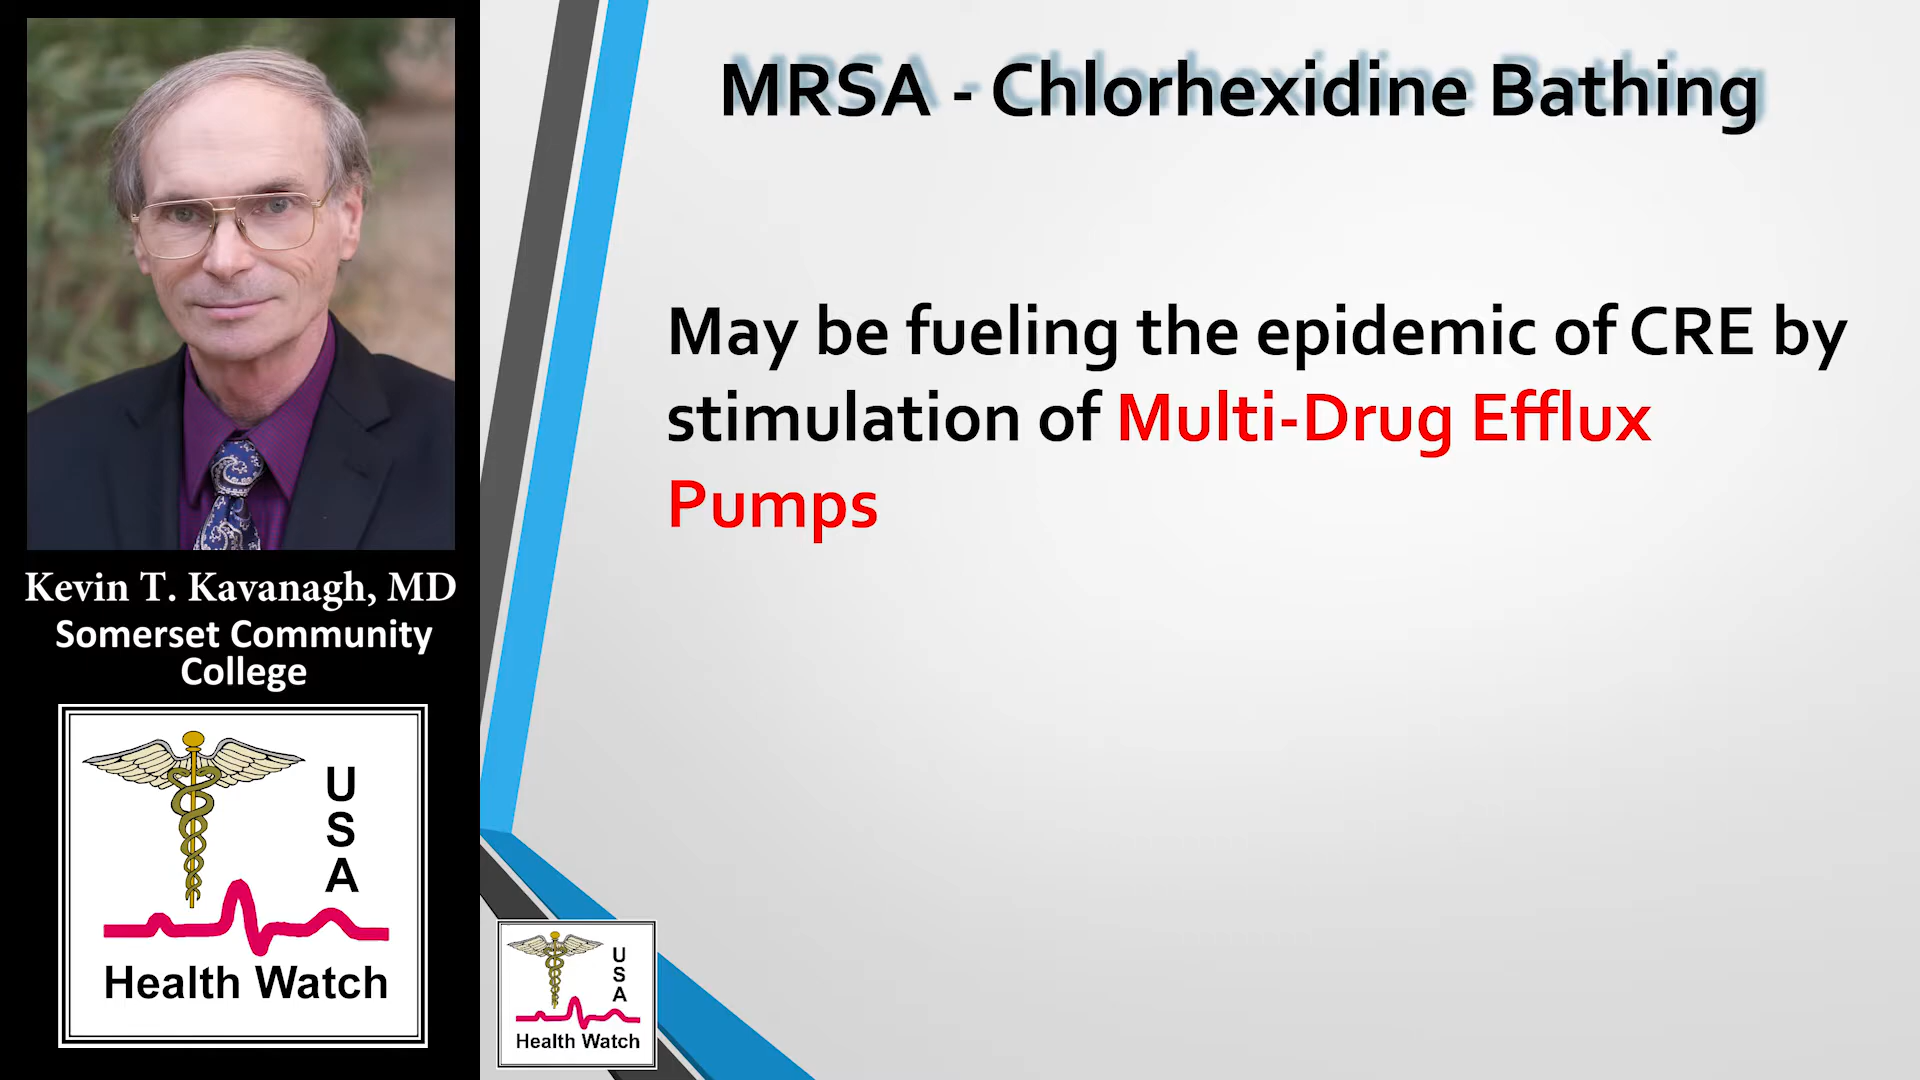 Kevin T. Kavanagh, MD
Somerset Community
College
U
S
A
Health Watch
MRSA - Chlorhexidine Bathing
May be fueling the epidemic of CRE by
stimulation of Multi-Drug Efflux
Pumps
U
S
A
Health Watch